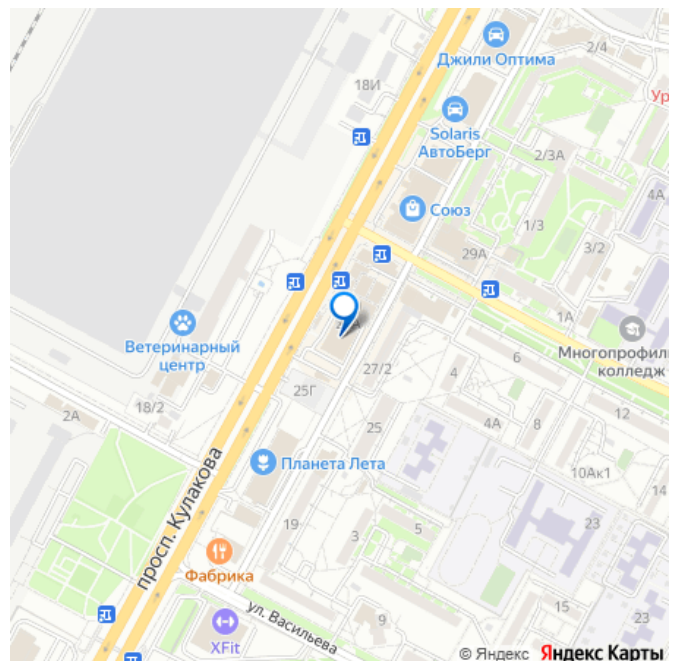 2/4
Джили Оптима
18И
Ур
Solaris
АвтоБерг
2/3А
4А
Союз
1/3
3/2
29А
1А
Ветеринарный
центр
Многопрофил
колледж
6
27/2
4
25Г
2А
18/2
12
25
4А
8
Планета Лета
10Ак1
14
просп. Кулакова
19
5
23
3
Фабрика
ул. Васильева
15
9
23
XFit
© Яндекс Яндекс Карты